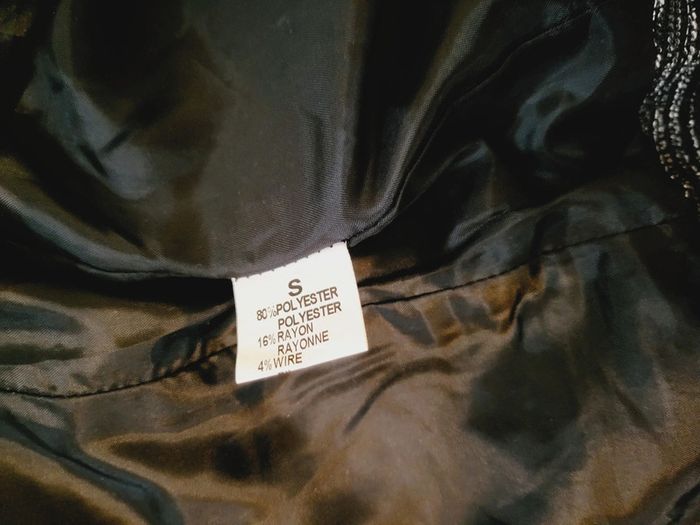 S
80%POLYESTER
POLYESTER
16%RAYON
RAYONNE
4%WIRE